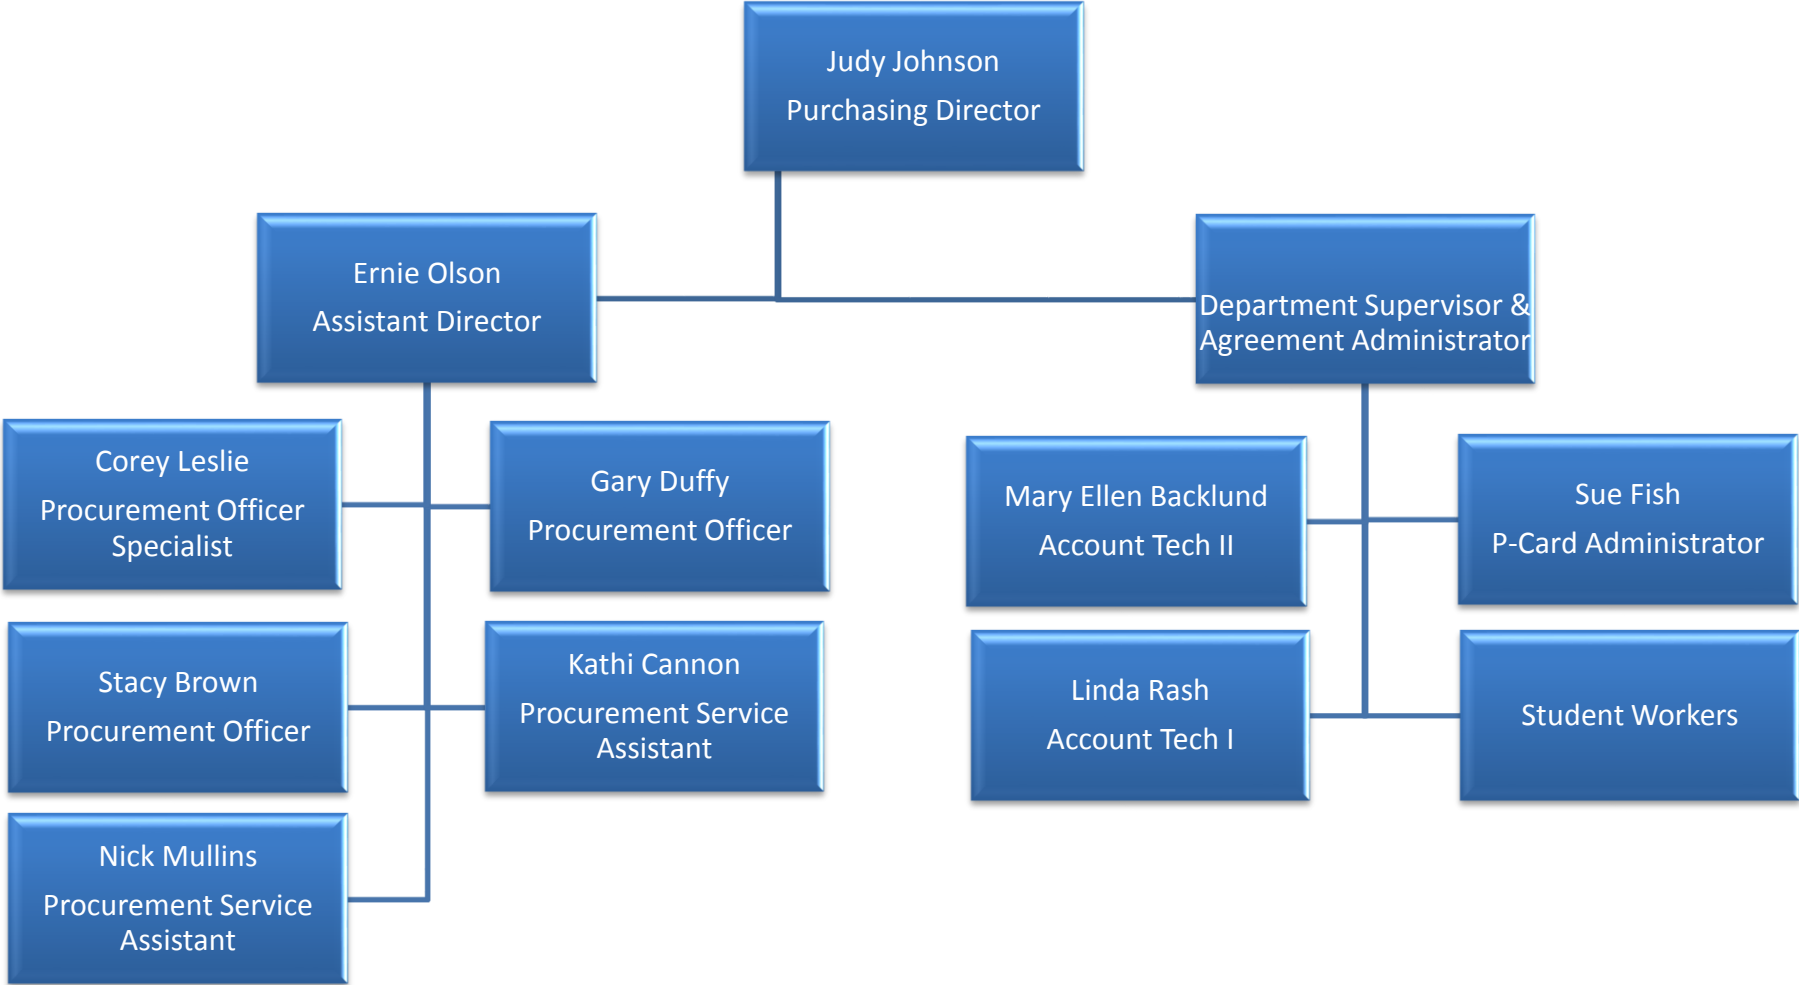 Judy Johnson
Purchasing Director
Ernie Olson
Assistant Director
Department Supervisor &
Agreement Administrator
Corey Leslie
Procurement Officer
Specialist
Gary Duffy
Procurement Officer
Mary Ellen Backlund
Account Tech II
Sue Fish
P-Card Administrator
Stacy Brown
Procurement Officer
Kathi Cannon
Procurement Service
Assistant
Linda Rash
Account Tech I
Student Workers
Nick Mullins
Procurement Service
Assistant